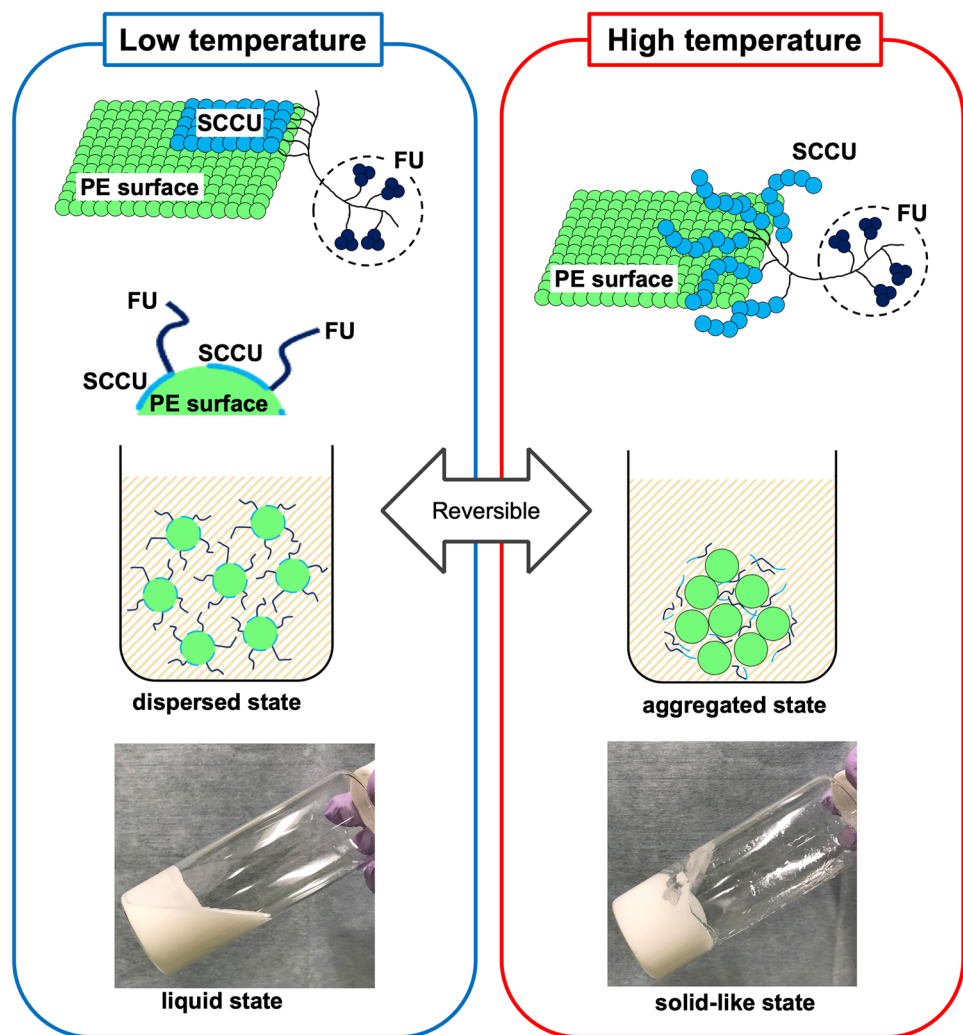 Low temperature
SCCU
FU
PE surface
FU
SCCU
FU
SCCU
PE surface
dispersed state
liquid state
Reversible
High temperature
SCCU
FU
PE surface
aggregated state
solid-like state